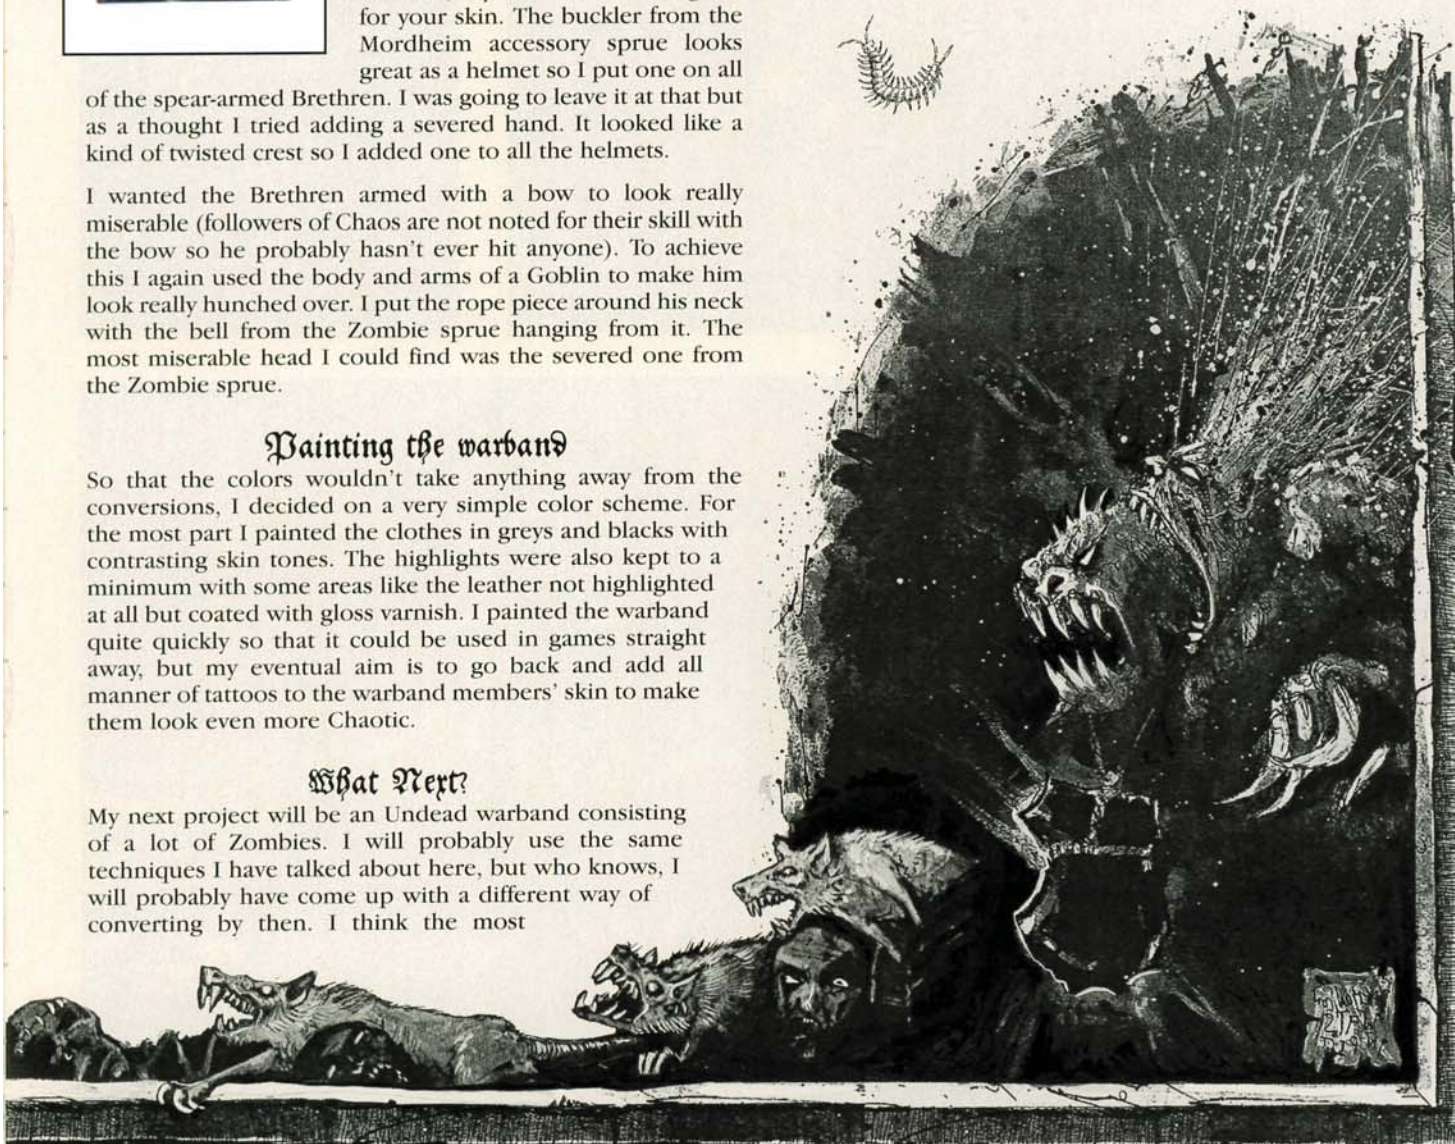 for your skin. The buckler from the
Mordheim accessory sprue looks
great as a helmet so I put one on all
of the spear-armed Brethren. I was going to leave it at that but
as a thought I tried adding a severed hand. It looked like a
kind of twisted crest so I added one to all the helmets.
I wanted the Brethren armed with a bow to look really
miserable (followers of Chaos are not noted for their skill with
the bow so he probably hasn't ever hit anyone). To achieve
this I again used the body and arms of a Goblin to make him
look really hunched over. I put the rope piece around his neck
with the bell from the Zombie sprue hanging from it. The
most miserable head I could find was the severed one from
the Zombie sprue.
Painting the warband
So that the colors wouldn't take anything away from the
conversions, I decided on a very simple color scheme. For
the most part I painted the clothes in greys and blacks with
contrasting skin tones. The highlights were also kept to a
minimum with some areas like the leather not highlighted
at all but coated with gloss varnish. I painted the warband
quite quickly so that it could be used in games straight
away, but my eventual aim is to go back and add all
manner of tattoos to the warband members' skin to make
them look even more Chaotic.
What Next?
My next project will be an Undead warband consisting
of a lot of Zombies. I will probably use the same
techniques I have talked about here, but who knows, I
will probably have come up with a different way of
converting by then. I think the most